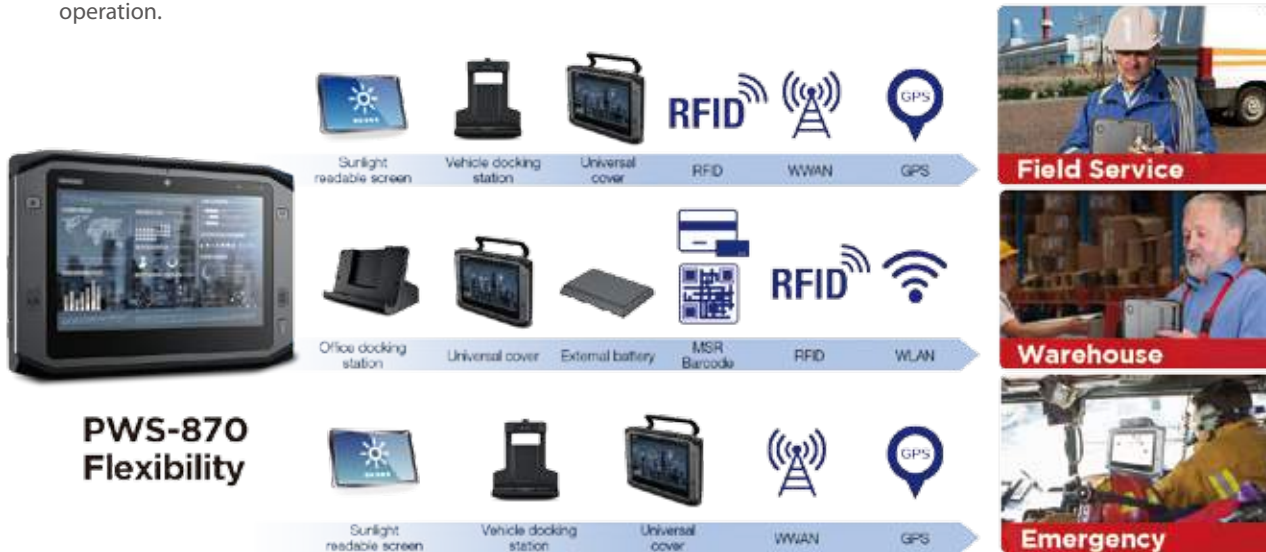 operation.
RFID
GPS
Sunlight
readable screen
Vehicle docking
station
Universal
cover
RFID
WWAN
GPS
Field Service
RFID
Office docking
station
Universal cover
External battery
MSR
Barcode
RFID
WLAN
Warehouse
PWS-870
Flexibility
GPS
Sunlight
readable screen
Vehicle docking
station
Universal
cover
WWAN
GPS
Emergency